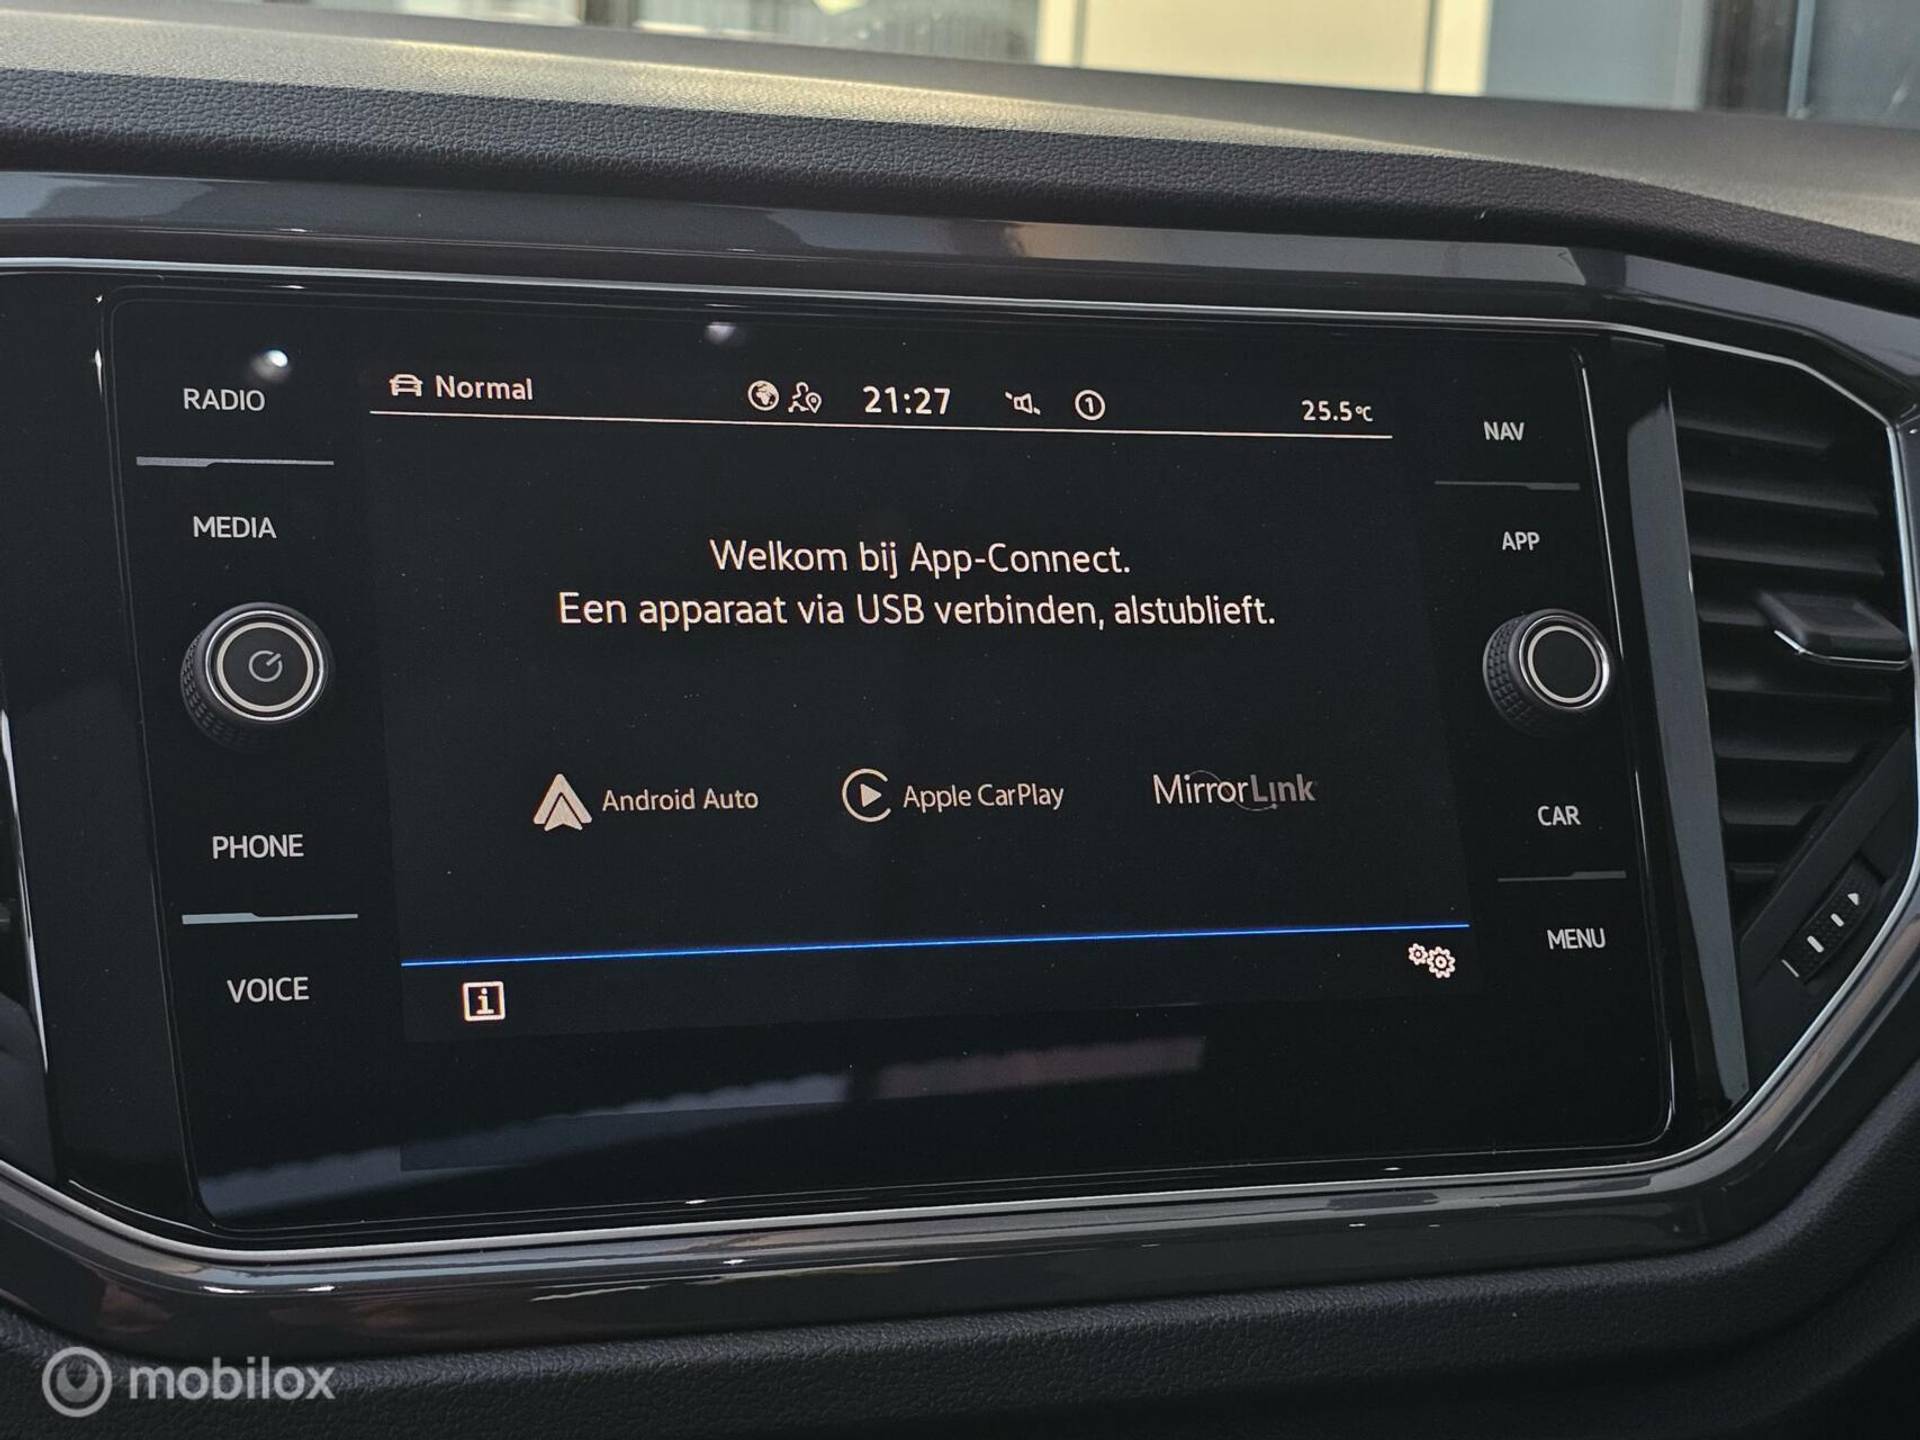 RADIO
MEDIA
PHONE
VOICE
Normal
21:27
1
25.5°C
Welkom bij App-Connect.
Een apparaat via USB verbinden, alstublieft.
Android Auto
Apple CarPlay
MirrorLink
i
NAV
APP
CAR
MENU
mobilox